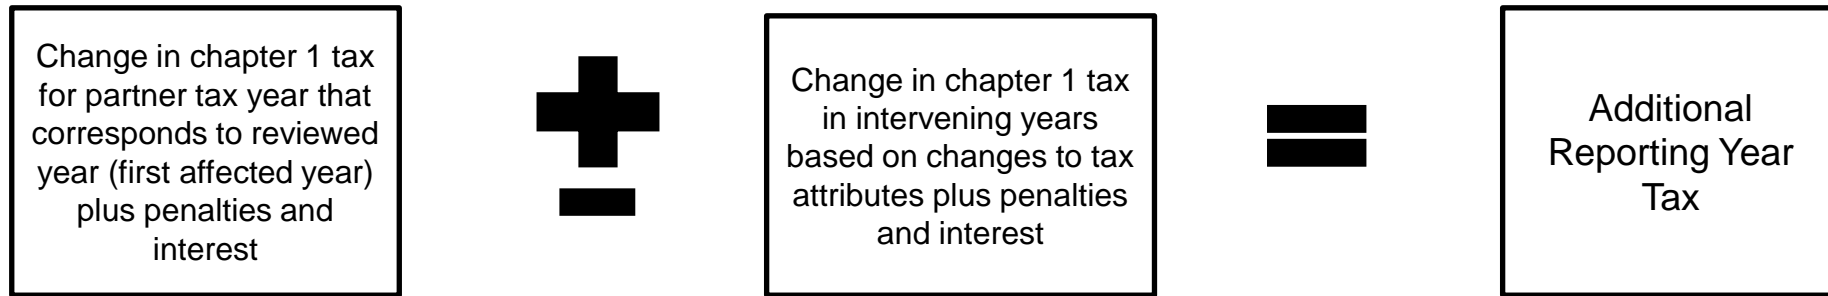 Change in chapter 1 tax
for partner tax year that
corresponds to reviewed
year (first affected year)
plus penalties and
interest
Change in chapter 1 tax
in intervening years
based on changes to tax
attributes plus penalties
and interest
Additional
Reporting Year
Tax